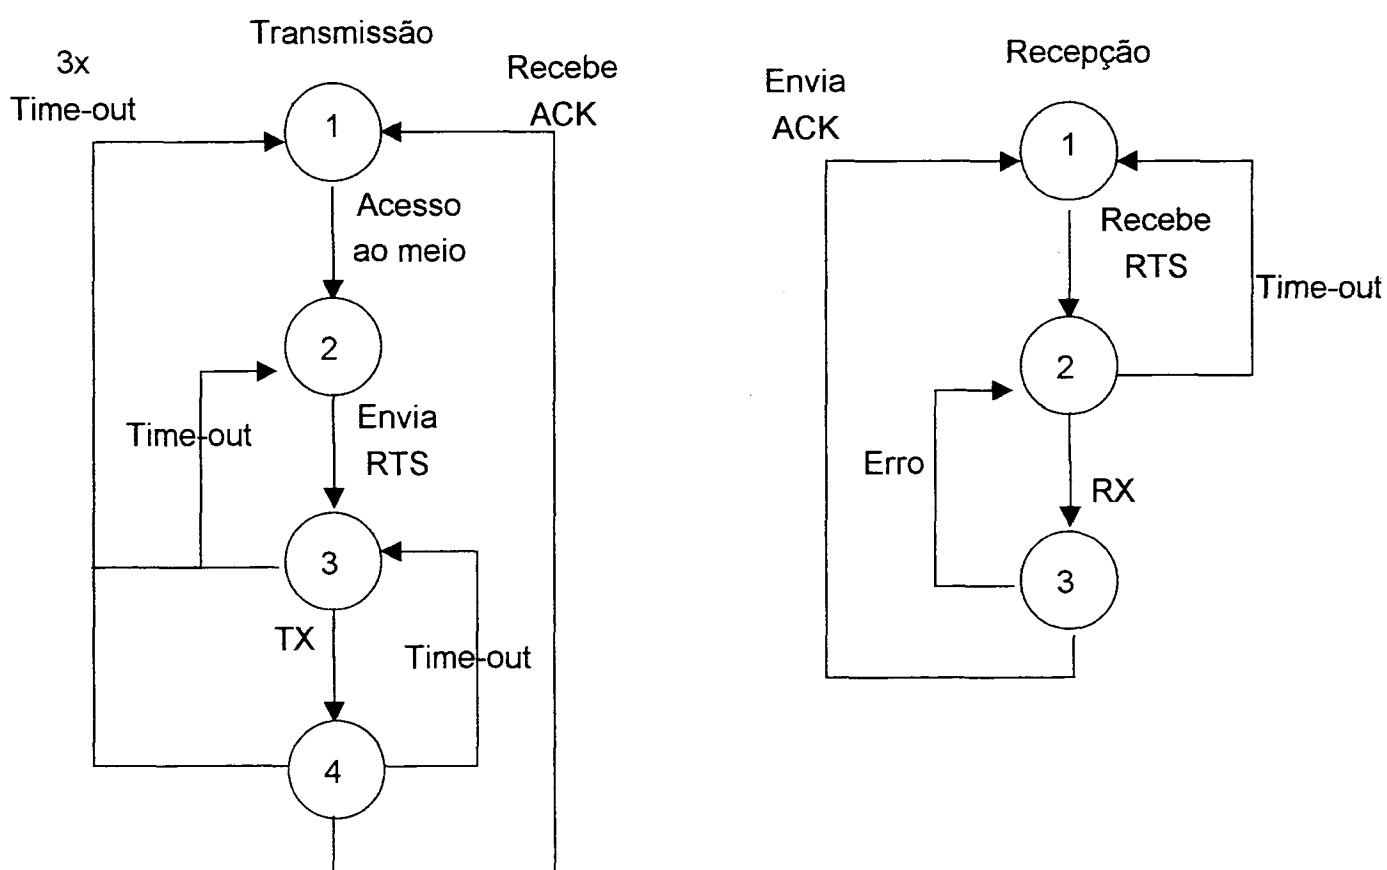 Transmissão
3x
Time-out
Recebe
ACK
1
Acesso
ao meio
2
Time-out
Envia
RTS
3
TX
Time-out
4
Recepção
Envia
ACK
1
Recebe
RTS
Time-out
2
Erro
RX
3